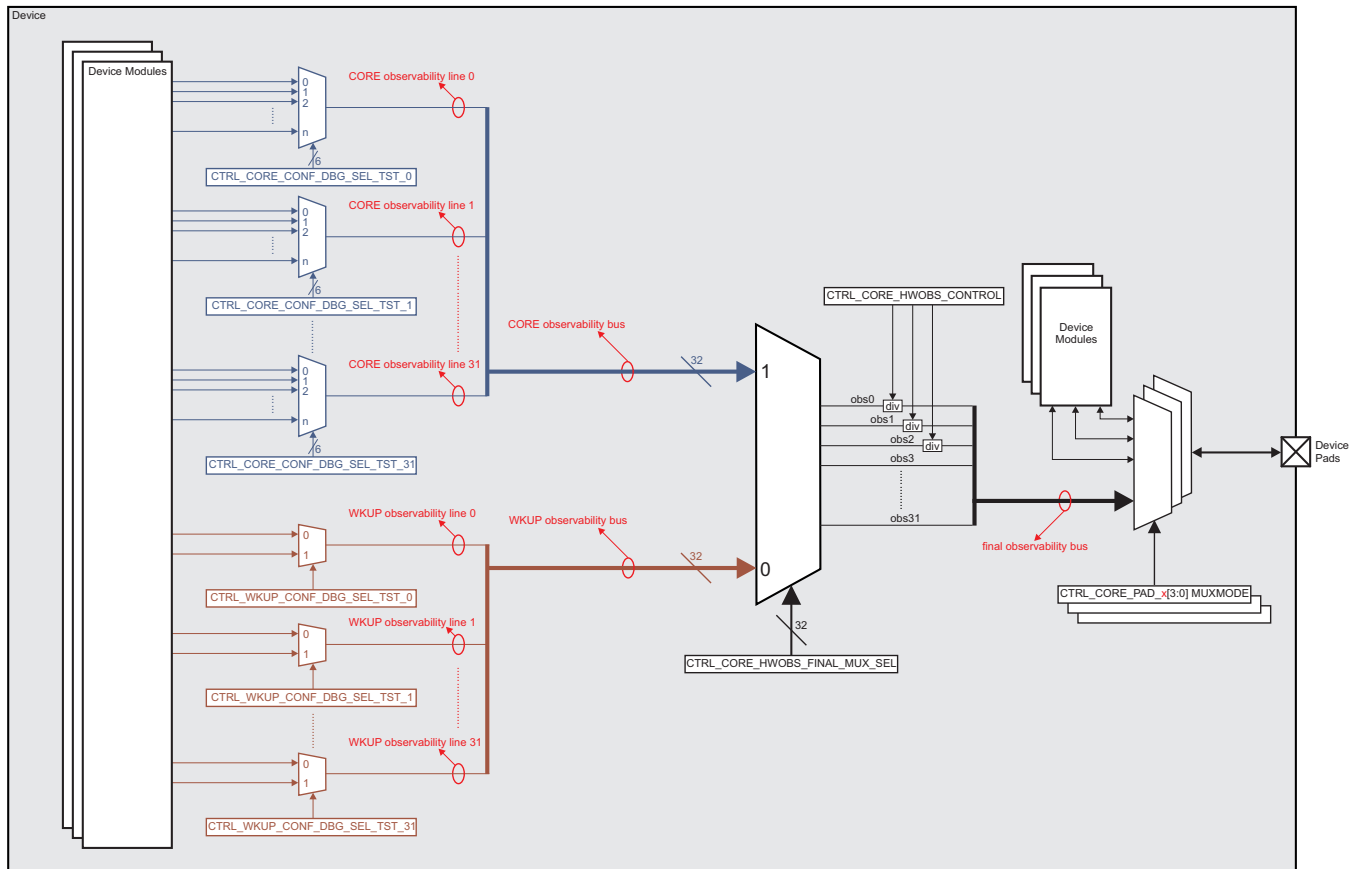 Device
Device Modules
0
1
2
n
6
CTRL_CORE_CONF_DBG_SEL_TST_0
CORE observability line 0
0
1
2
n
6
CTRL_CORE_CONF_DBG_SEL_TST_1
CORE observability line 1
0
1
2
n
6
CTRL_CORE_CONF_DBG_SEL_TST_31
CORE observability line 31
CORE observability bus
32
0
1
CTRL_WKUP_CONF_DBG_SEL_TST_0
WKUP observability line 0
0
1
CTRL_WKUP_CONF_DBG_SEL_TST_1
WKUP observability line 1
0
1
CTRL_WKUP_CONF_DBG_SEL_TST_31
WKUP observability line 31
WKUP observability bus
32
1
0
32
CTRL_CORE_HWOBS_FINAL_MUX_SEL
CTRL_CORE_HWOBS_CONTROL
obs0
div
obs1
div
obs2
div
obs3
obs31
final observability bus
Device
Modules
CTRL_CORE_PAD_x[3:0] MUXMODE
Device
Pads